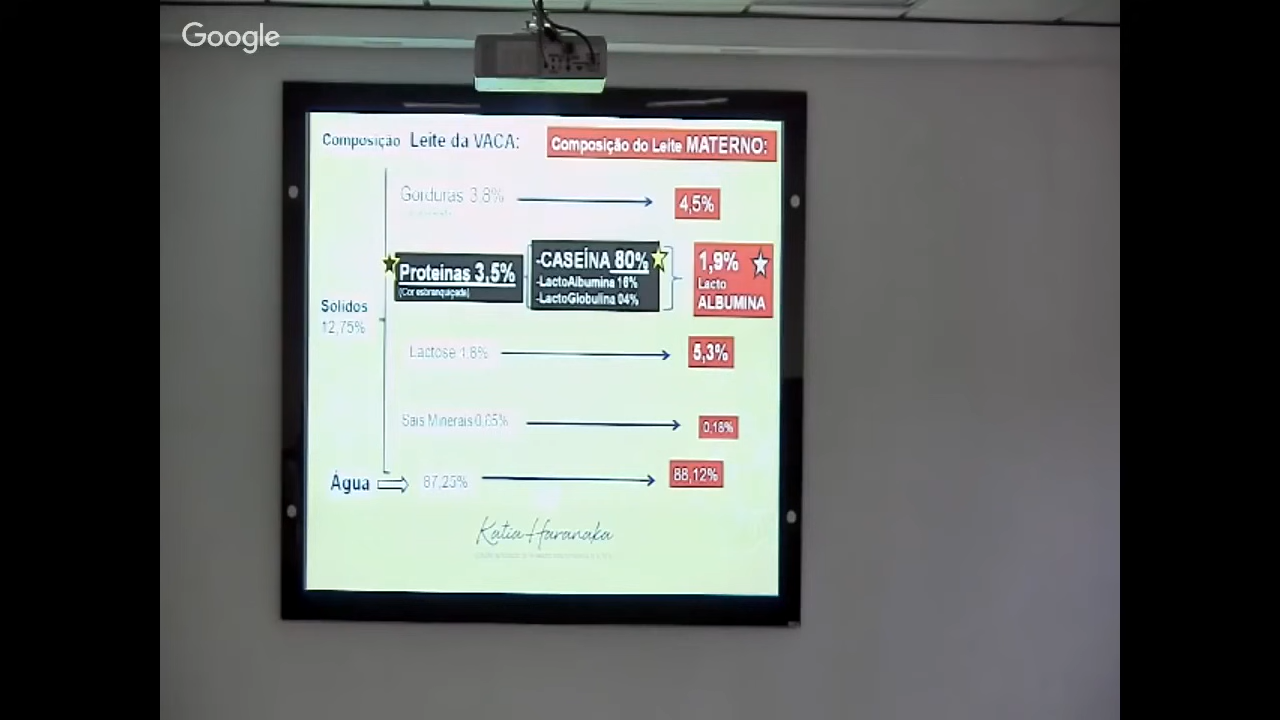 Google
Composição Leite da VACA:
Composição do Leite MATERNO:
Gorduras 3,8%
4,5%
Proteinas 3,5%
(Cor esbranquiçada)
-CASEÍNA 80%
-LactoAlbumina 16%
-LactoGlobulina 04%
1,9%
Lacto
ALBUMINA
Solidos
12,75%
Lactose 4,8%
5,3%
Sais Minerais 0,65%
0,18%
Água
87,25%
88,12%
Katia Haranaka